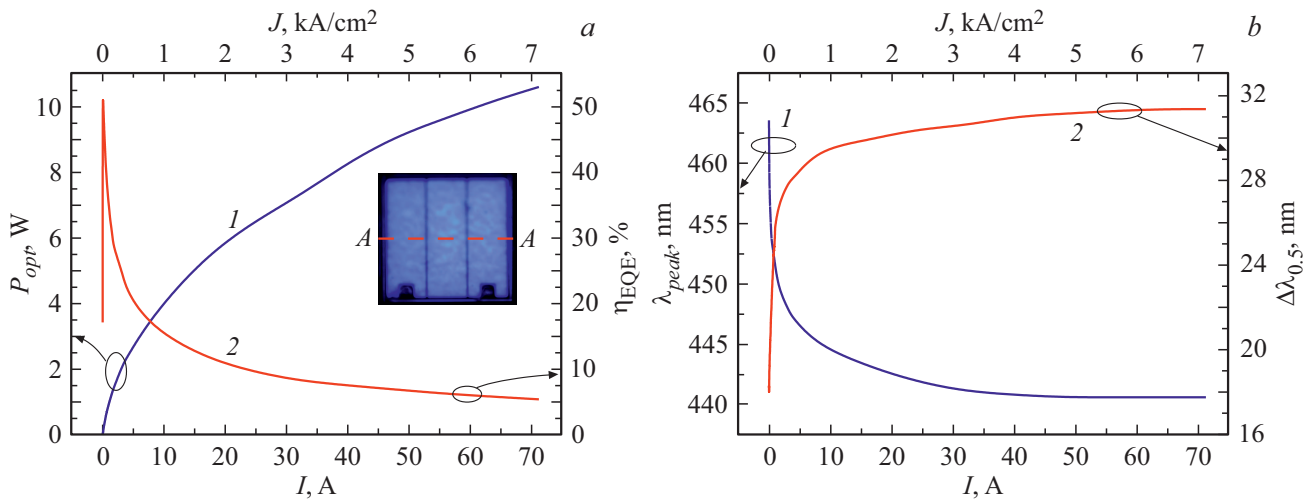 J, kA/cm² a
0 1 2 3 4 5 6 7
10
8
6
4
2
0
P_opt, W
50
40
30
20
10
0
η_EQE, %
1
2
A A
0 10 20 30 40 50 60 70
I, A
J, kA/cm² b
0 1 2 3 4 5 6 7
465
460
455
450
445
440
λ_peak, nm
32
28
24
20
16
Δλ_0.5, nm
1
2
0 10 20 30 40 50 60 70
I, A